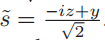 s̃ = (-iz+y)/√2.